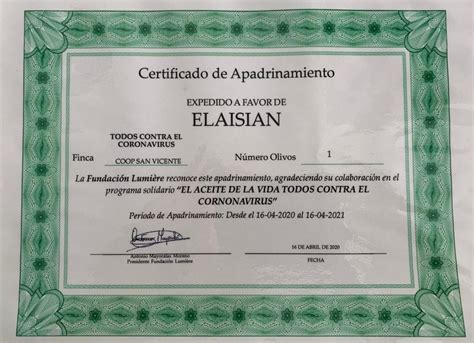 Certificado de Apadrinamiento
EXPEDIDO A FAVOR DE
ELAISIAN
TODOS CONTRA EL
CORONAVIRUS
Finca COOP SAN VICENTE Número Olivos 1
La Fundación Lumière reconoce este apadrinamiento, agradeciendo su colaboración en el
programa solidario "EL ACEITE DE LA VIDA TODOS CONTRA EL
CORNONAVIRUS"
Periodo de Apadrinamiento: Desde el 16-04-2020 al 16-04-2021
Antonio Mayoralas Moreno
Presidente Fundación Lumière
16 DE ABRIL DE 2020
FECHA